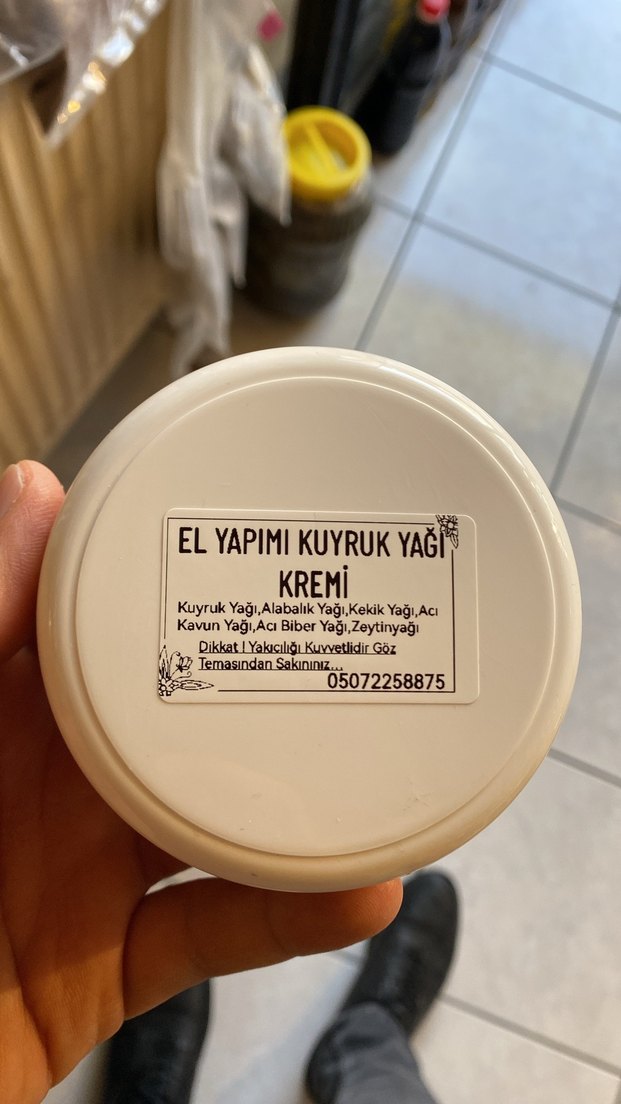 EL YAPIMI KUYRUK YAĞI
KREMİ
Kuyruk Yağı,Alabalık Yağı,Kekik Yağı,Acı
Kavun Yağı,Acı Biber Yağı,Zeytinyağı
Dikkat ! Yakıcılığı Kuvvetlidir Göz
Temasından Sakınınız...
05072258875